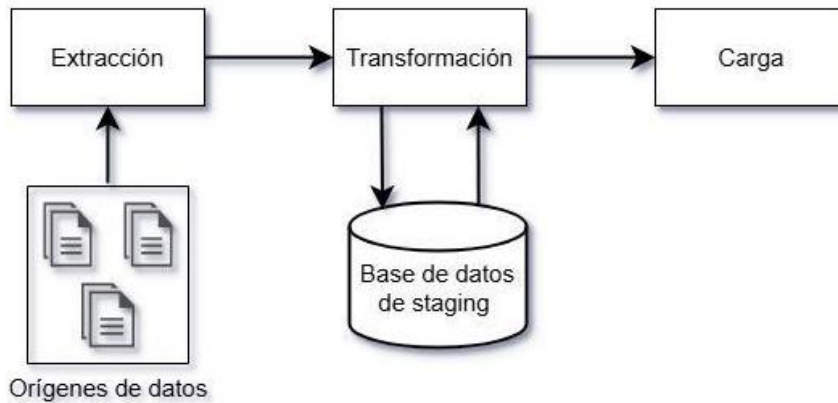 Extracción
Transformación
Carga
Base de datos
de staging
Orígenes de datos